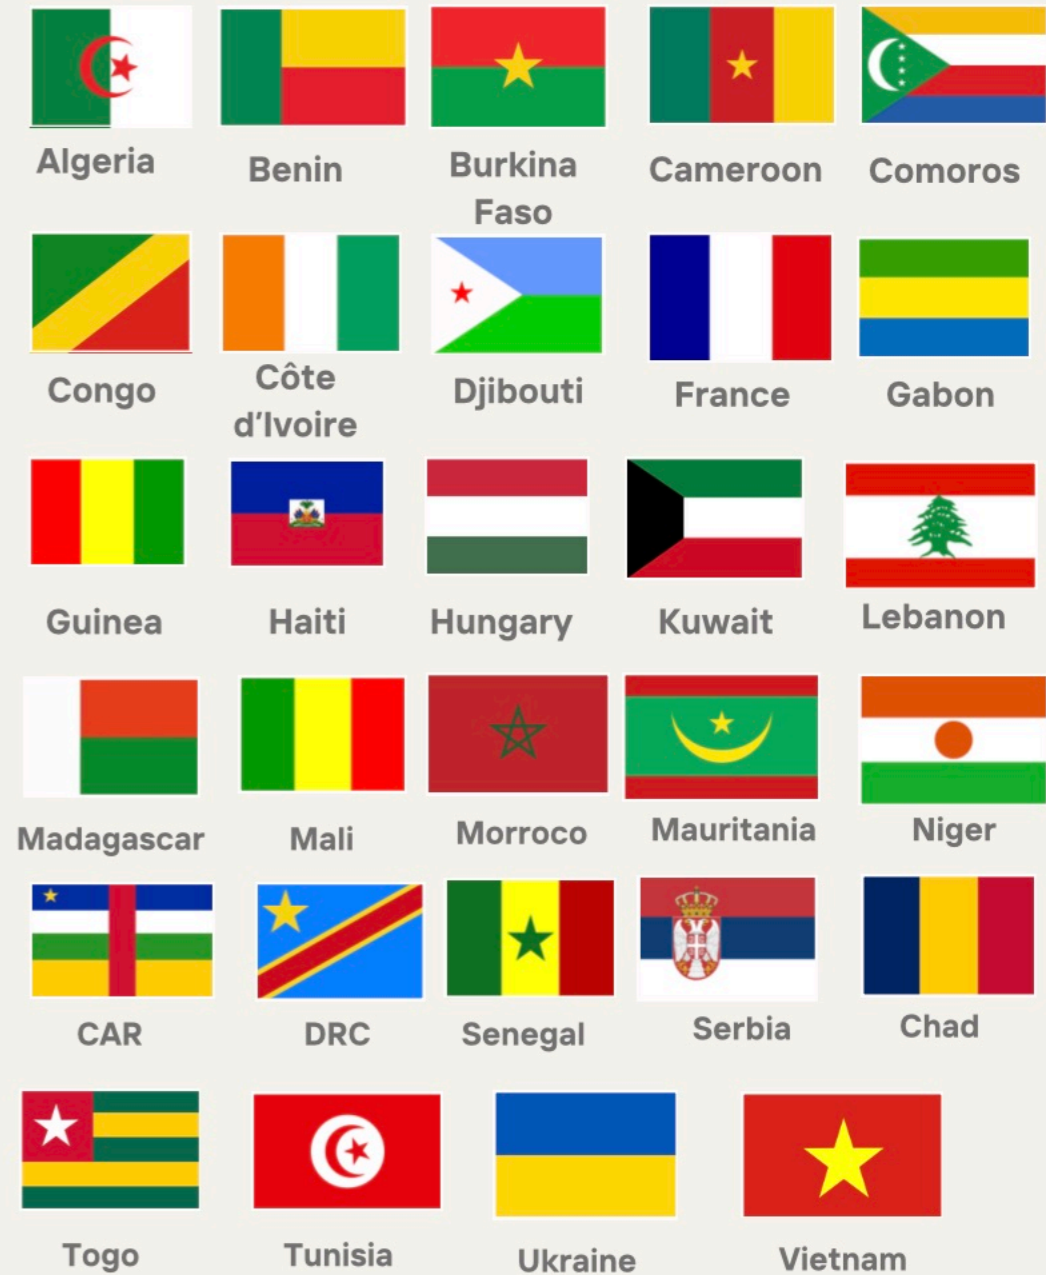 Algeria
Benin
Burkina
Faso
Cameroon
Comoros
Congo
Côte
d'Ivoire
Djibouti
France
Gabon
Guinea
Haiti
Hungary
Kuwait
Lebanon
Madagascar
Mali
Morroco
Mauritania
Niger
CAR
DRC
Senegal
Serbia
Chad
Togo
Tunisia
Ukraine
Vietnam